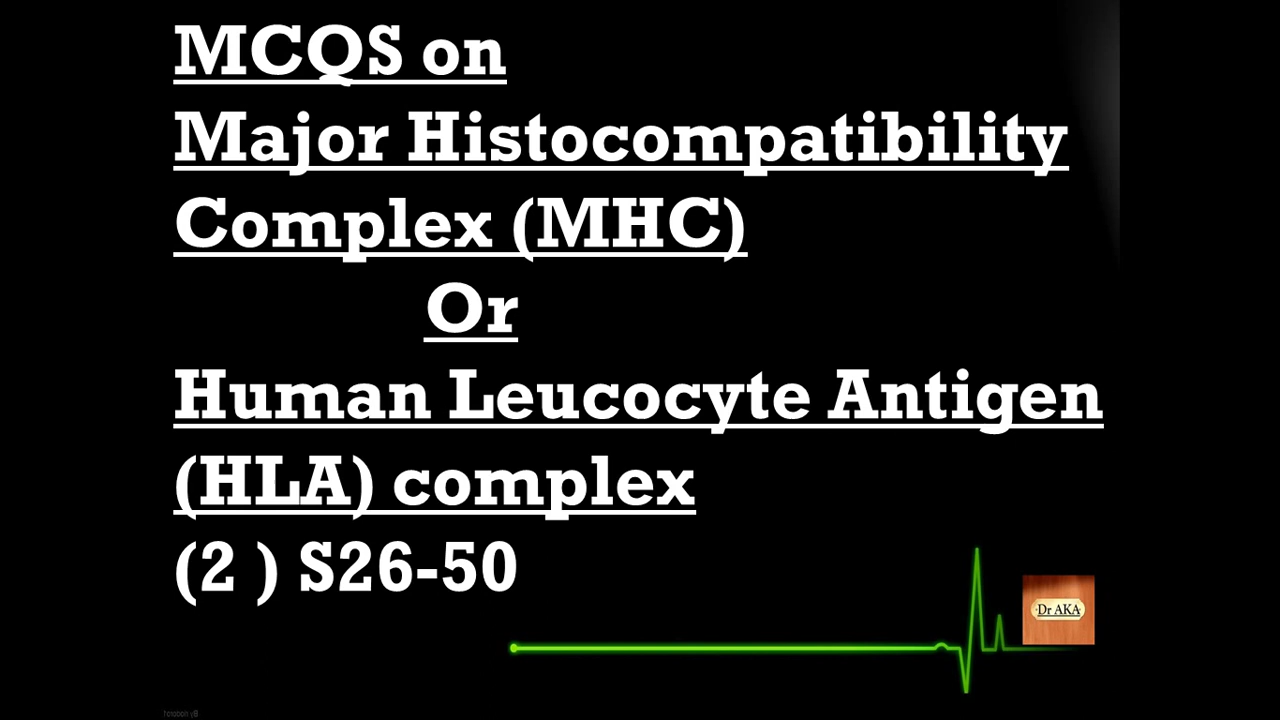 MCQS on
Major Histocompatibility
Complex (MHC)
Or
Human Leucocyte Antigen
(HLA) complex
(2 ) S26-50
Dr AKA